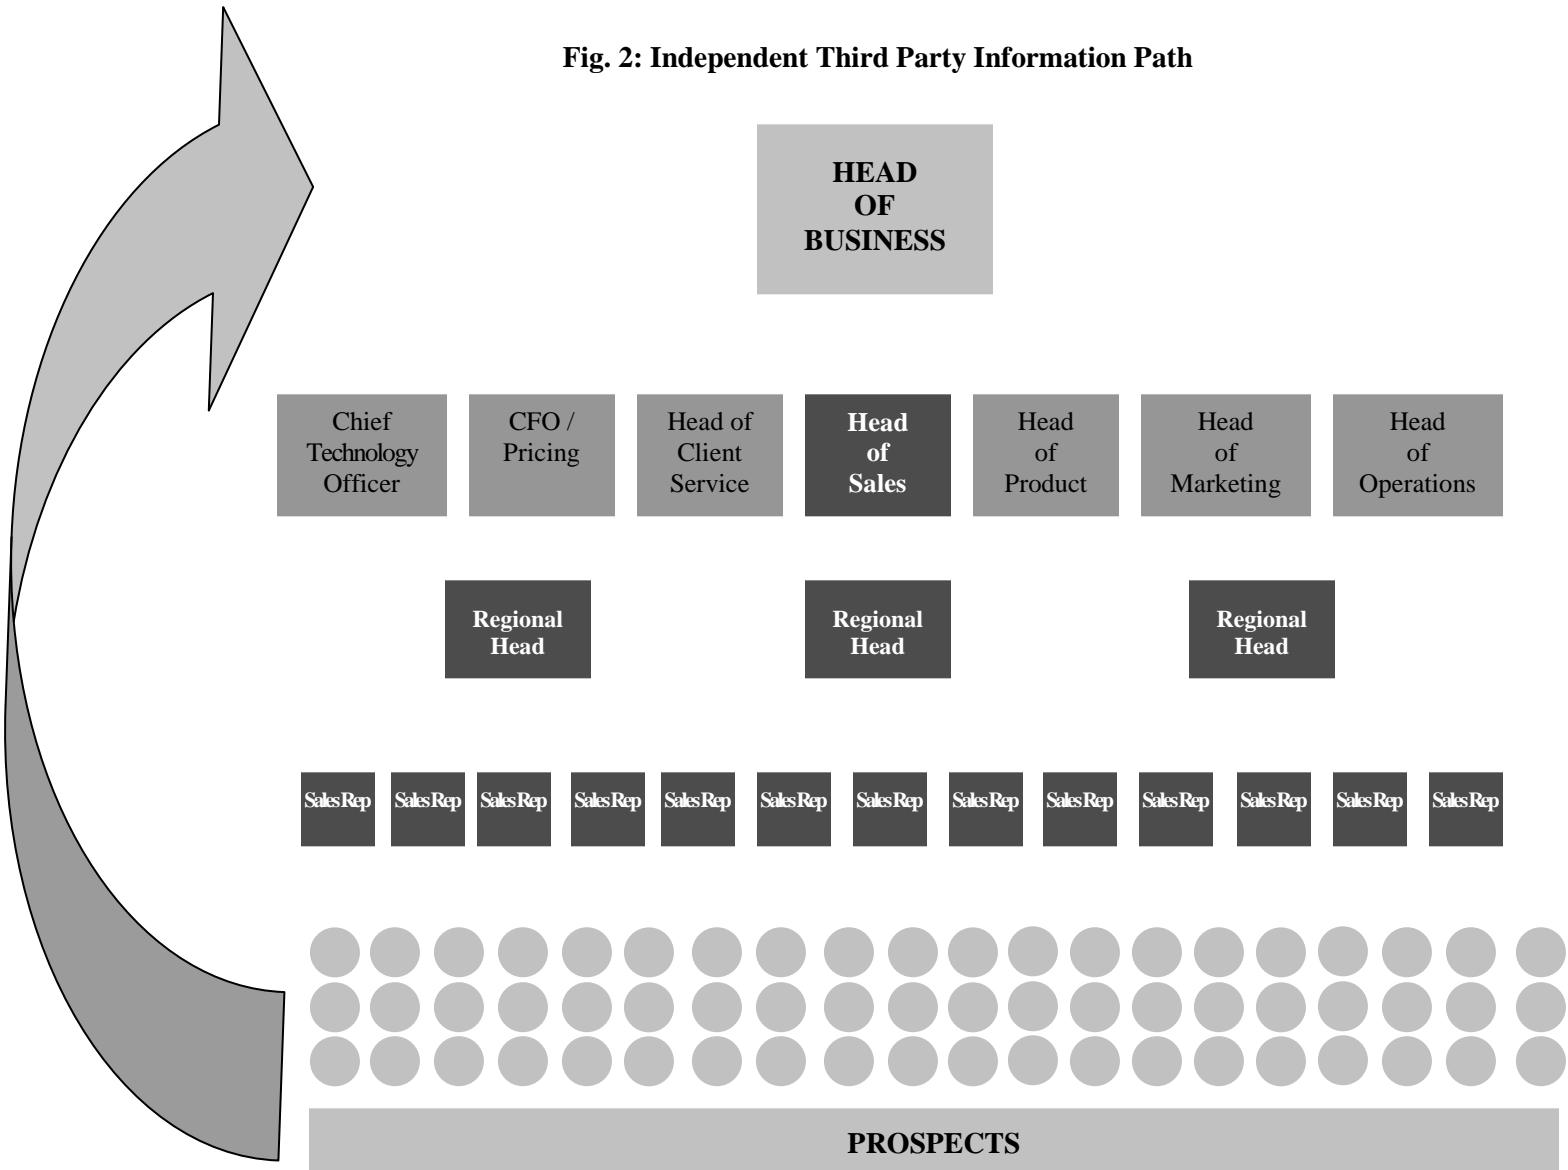 Fig. 2: Independent Third Party Information Path
HEAD
OF
BUSINESS
Chief
Technology
Officer
CFO /
Pricing
Head of
Client
Service
Head
of
Sales
Head
of
Product
Head
of
Marketing
Head
of
Operations
Regional
Head
Regional
Head
Regional
Head
Sales Rep
Sales Rep
Sales Rep
Sales Rep
Sales Rep
Sales Rep
Sales Rep
Sales Rep
Sales Rep
Sales Rep
Sales Rep
Sales Rep
Sales Rep
PROSPECTS